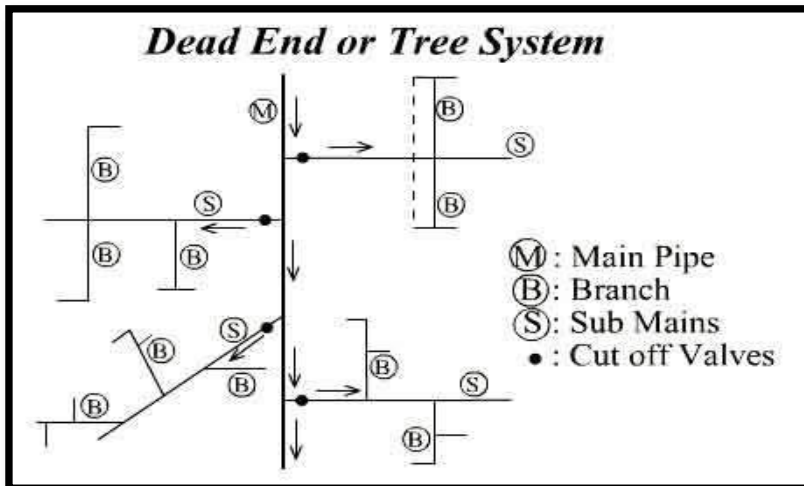 Dead End or Tree System
M
B
S
B
S
B
B
B
B
M : Main Pipe
B : Branch
S : Sub Mains
: Cut off Valves
S
B
B
B
S
B
B